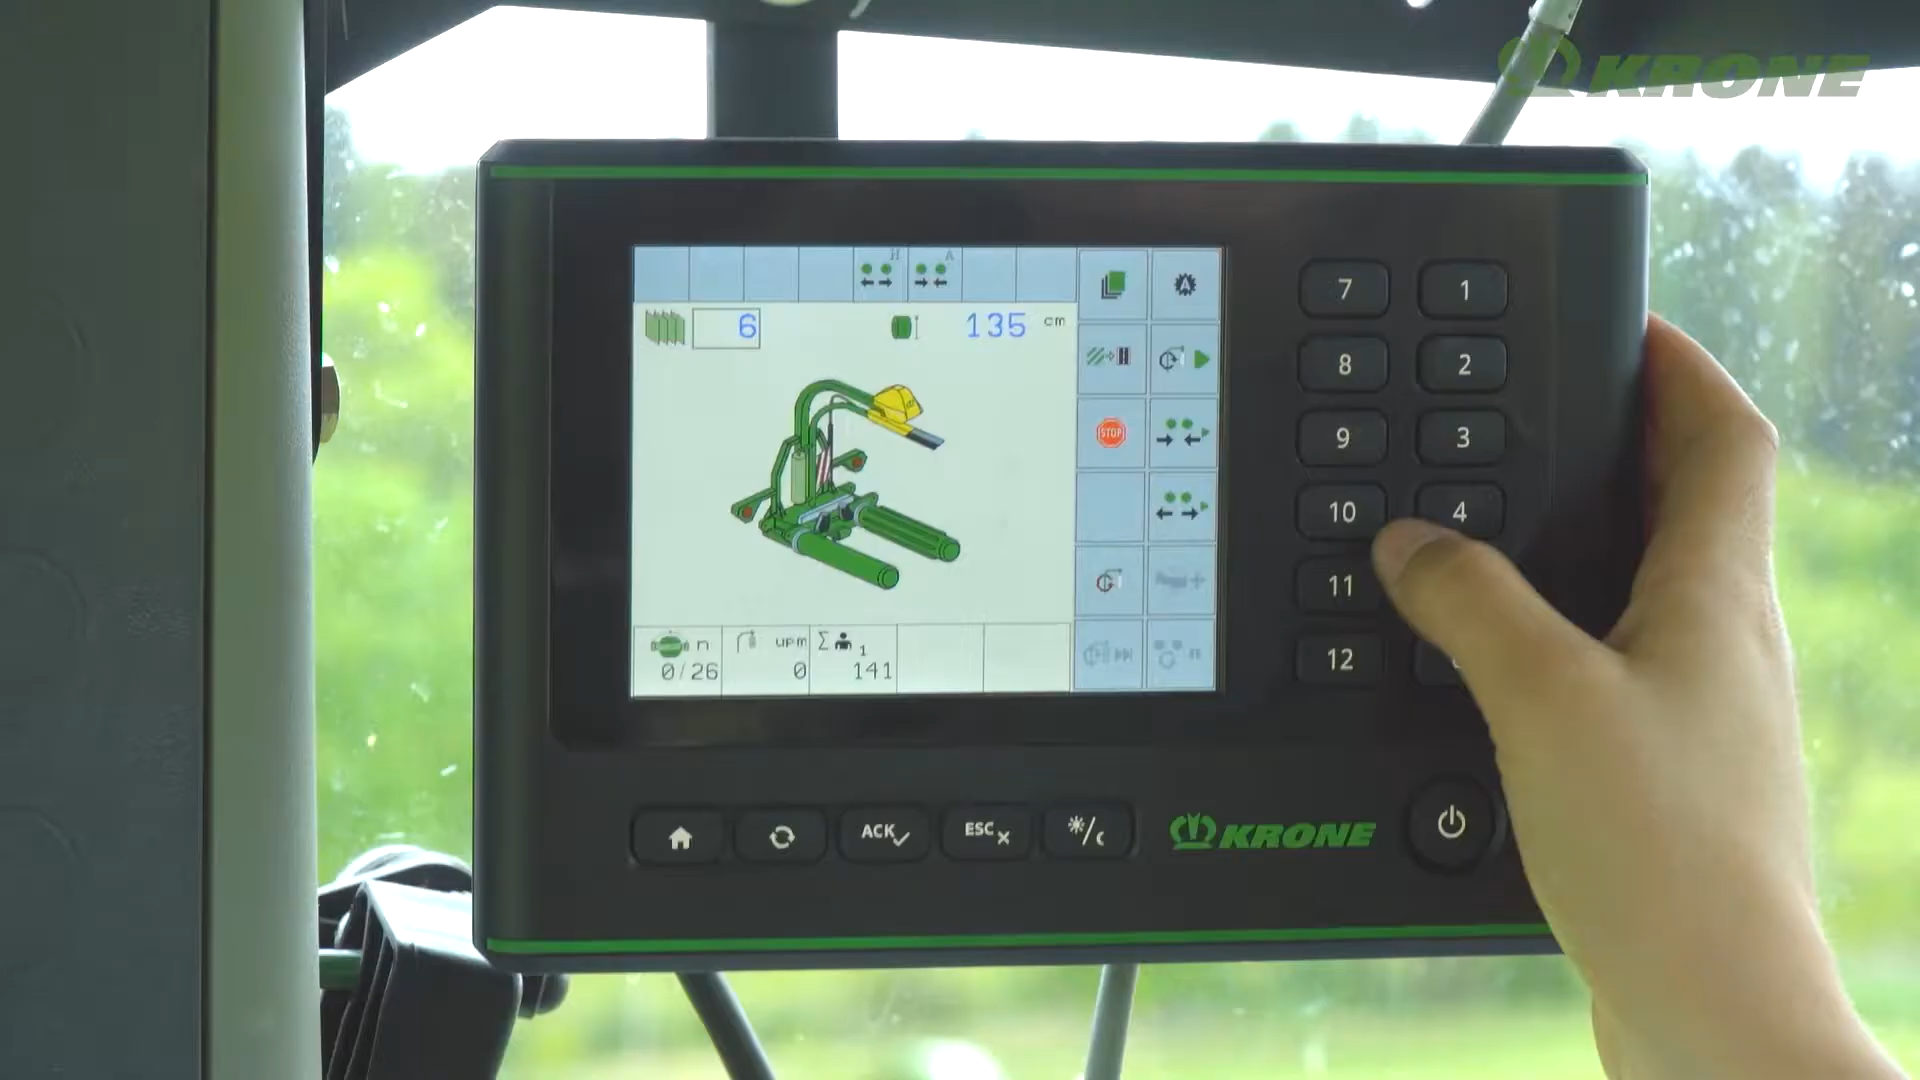 KRONE
H
A
6
135 cm
A
STOP
n
0/26
upm
0
Σ 1
141
7
1
8
2
9
3
10
4
11
12
ACK
ESC
KRONE